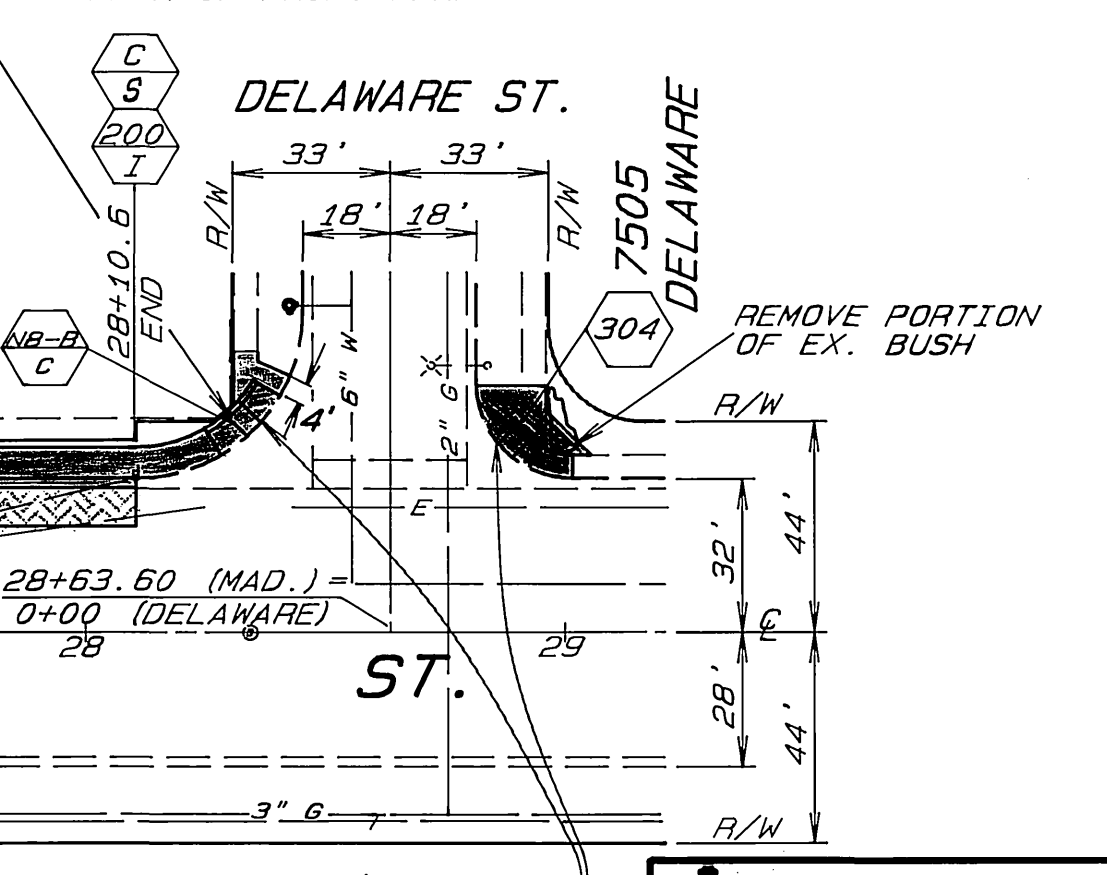 C
S
200
I
DELAWARE ST.
33' 33'
R/W
R/W
18' 18'
7505
DELAWARE
28+10.6
END
NB-B
C
304
REMOVE PORTION
OF EX. BUSH
6" W
4'
2" G
R/W
E
32'
44'
28+63.60 (MAD.) =
0+00 (DELAWARE)
28
29
ST.
28'
44'
3" G
R/W